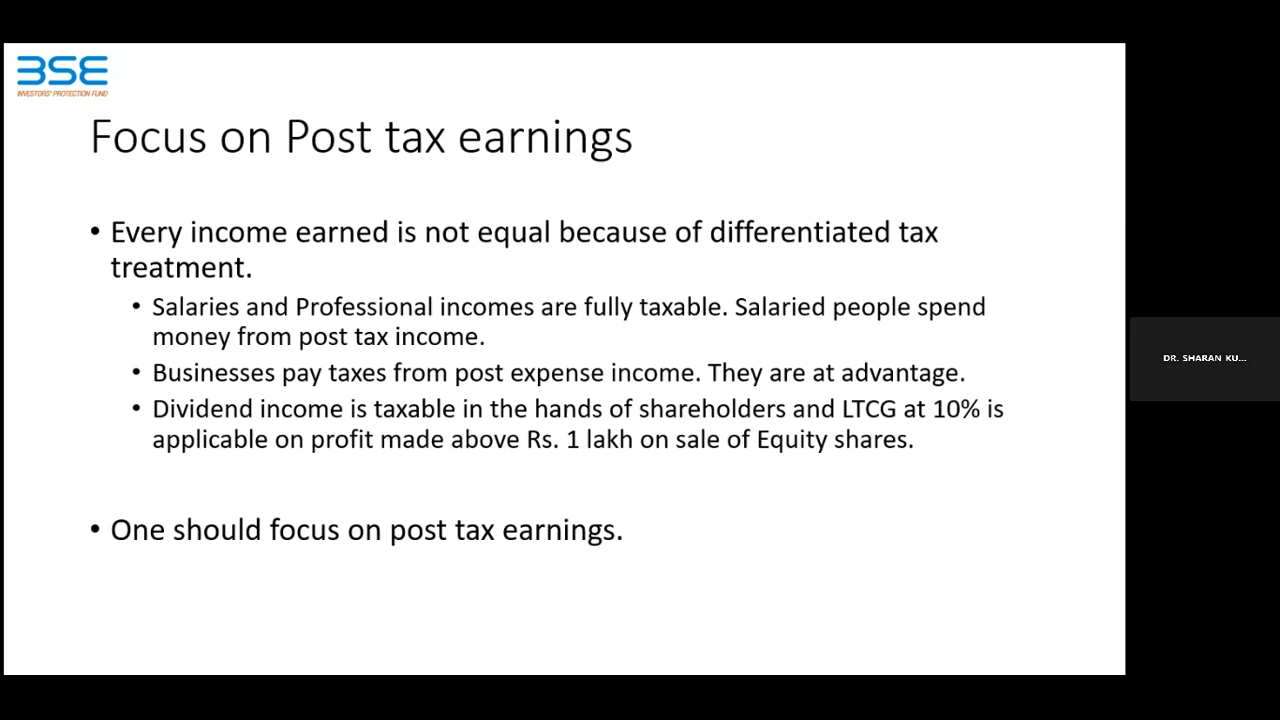 BSE
INVESTORS' PROTECTION FUND
Focus on Post tax earnings
• Every income earned is not equal because of differentiated tax
treatment.
• Salaries and Professional incomes are fully taxable. Salaried people spend
money from post tax income.
• Businesses pay taxes from post expense income. They are at advantage.
• Dividend income is taxable in the hands of shareholders and LTCG at 10% is
applicable on profit made above Rs. 1 lakh on sale of Equity shares.
• One should focus on post tax earnings.
DR. SHARAN KU...